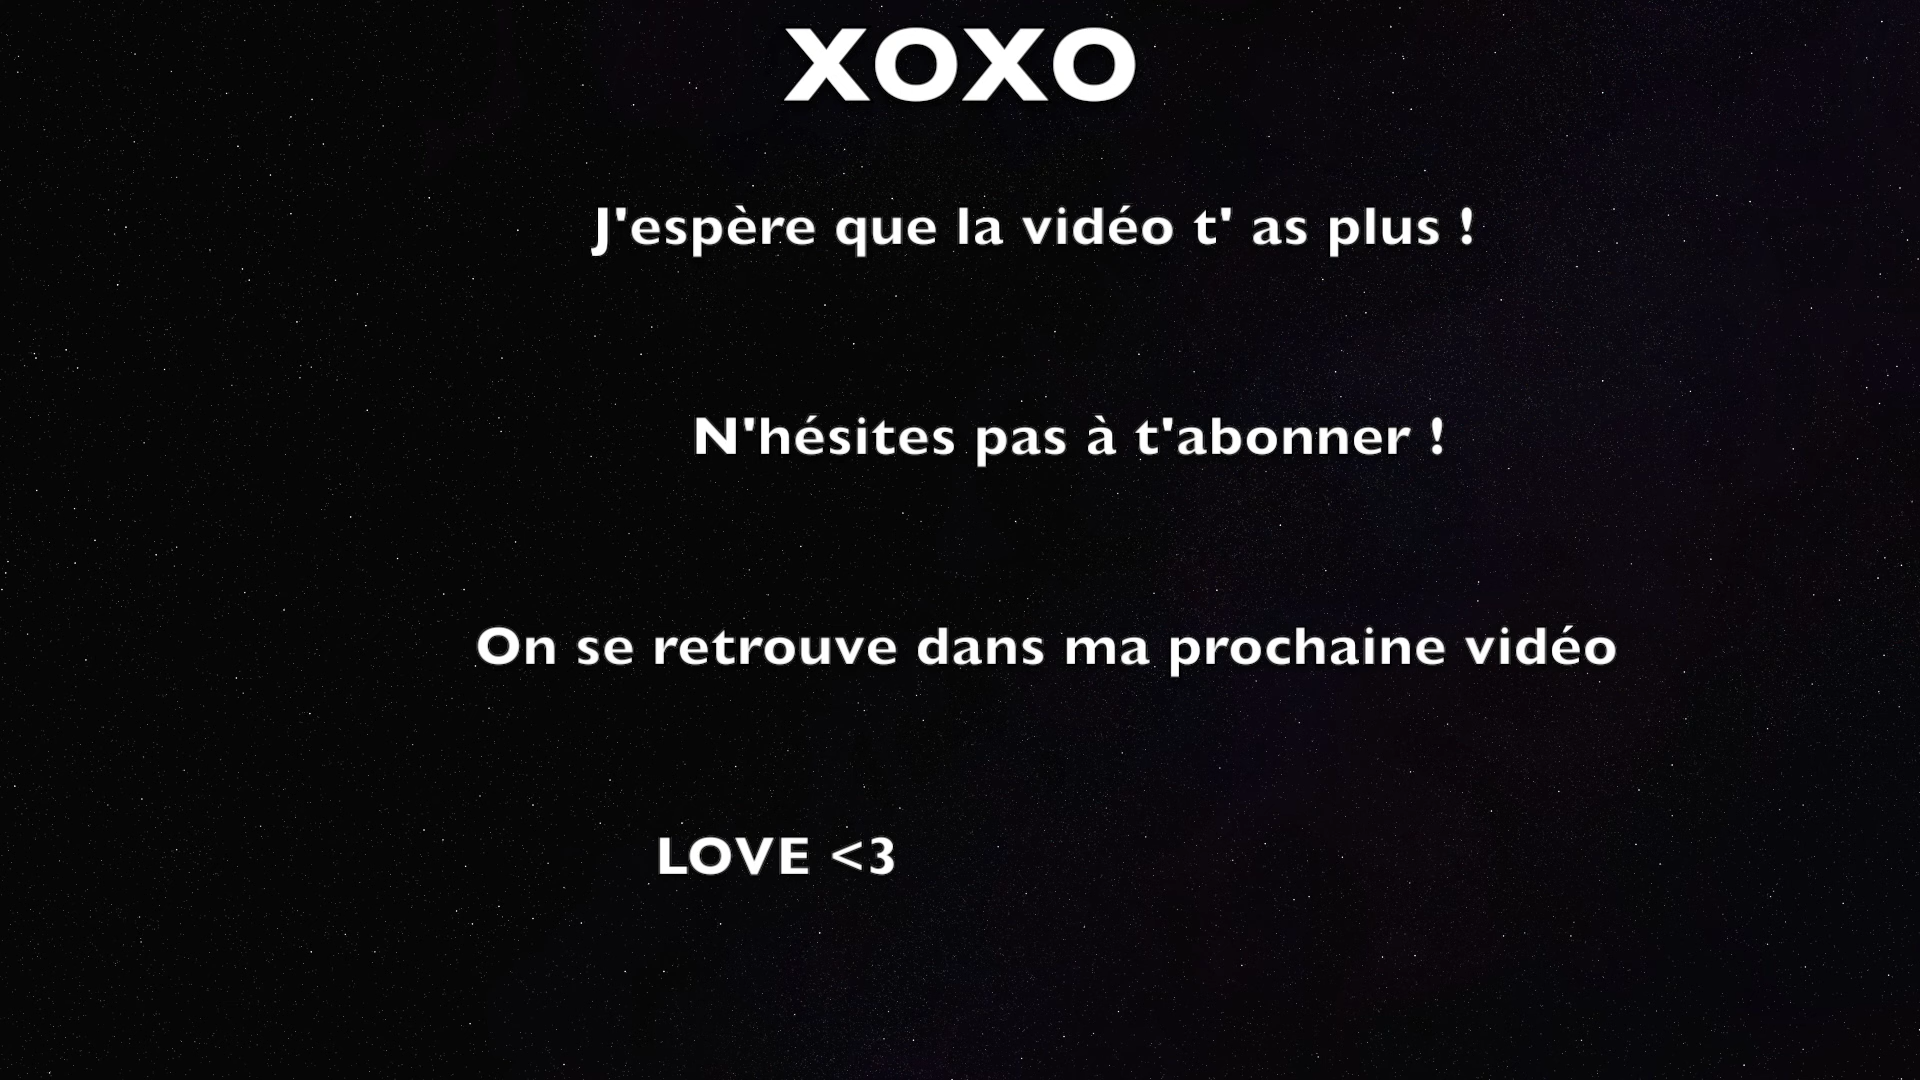 XOXO
J'espère que la vidéo t' as plus !
N'hésites pas à t'abonner !
On se retrouve dans ma prochaine vidéo
LOVE <3